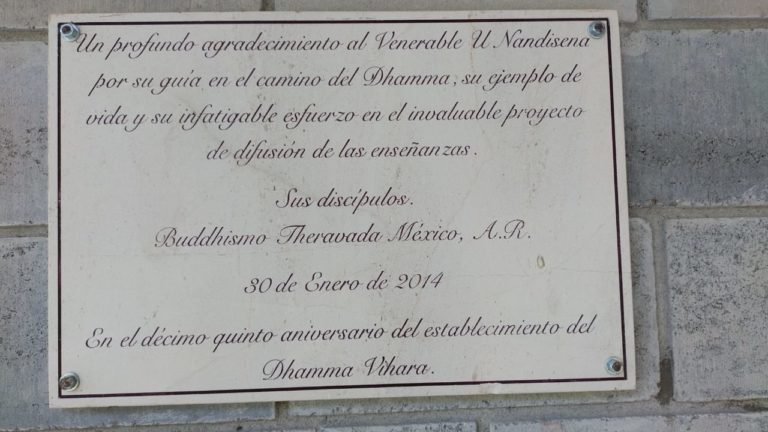 Un profundo agradecimiento al Venerable U Nandisena
por su guía en el camino del Dhamma, su ejemplo de
vida y su infatigable esfuerzo en el invaluable proyecto
de difusión de las enseñanzas.
Sus discípulos.
Buddhismo Theravada México, A.R.
30 de Enero de 2014
En el décimo quinto aniversario del establecimiento del
Dhamma Vihara.